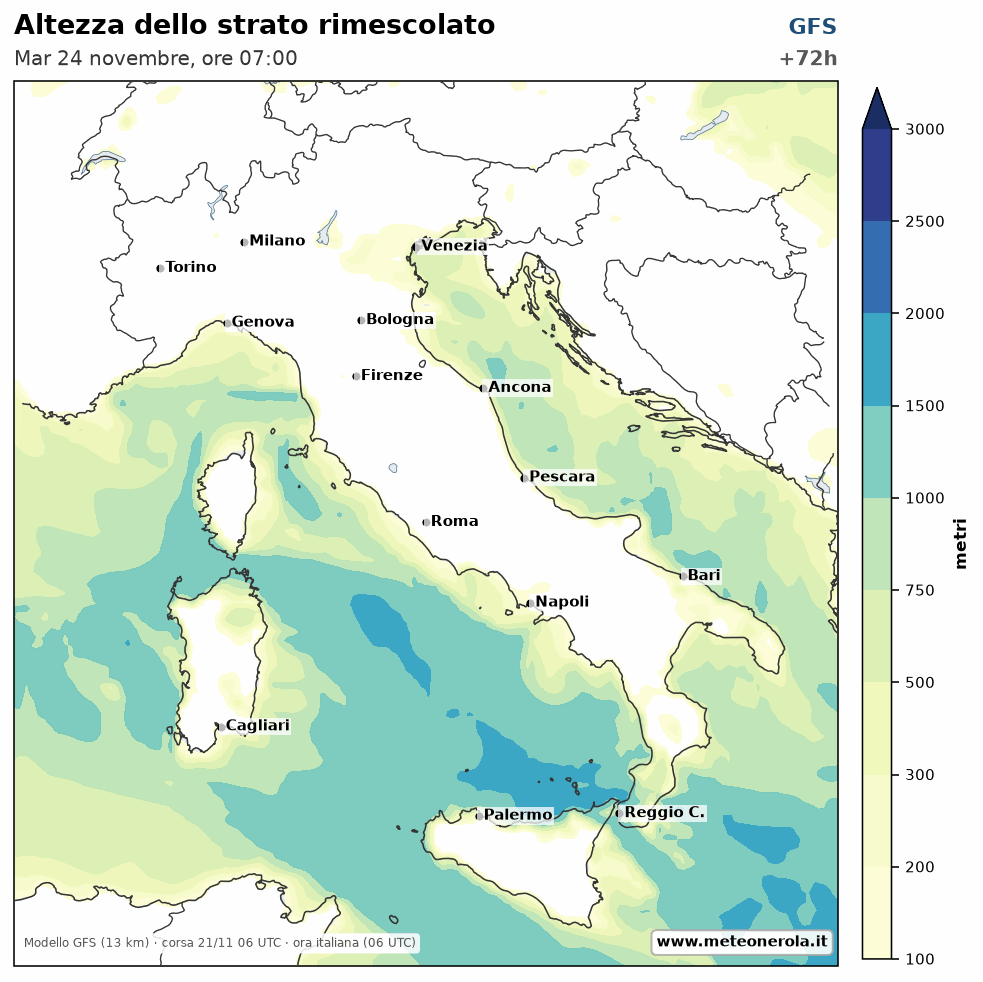 Altezza dello strato rimescolato
GFS
Mar 24 novembre, ore 07:00
+72h
Venezia
Milano
Torino
Bologna
Genova
Firenze
Ancona
Pescara
Roma
Bari
Napoli
Cagliari
Palermo
Reggio C.
3000
2500
2000
1500
1000
750
500
300
200
100
metri
Modello GFS (13 km) · corsa 21/11 06 UTC · ora italiana (06 UTC)
www.meteonerola.it